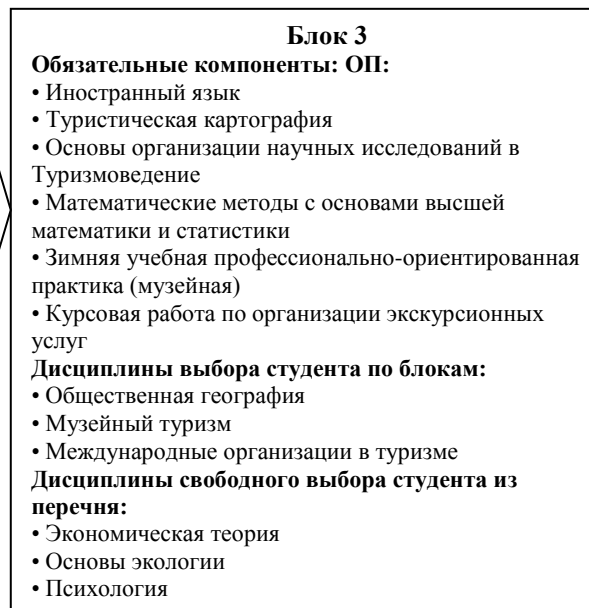 Блок 3
Обязательные компоненты: ОП:
• Иностранный язык
• Туристическая картография
• Основы организации научных исследований в
Туризмоведение
• Математические методы с основами высшей
математики и статистики
• Зимняя учебная профессионально-ориентированная
практика (музейная)
• Курсовая работа по организации экскурсионных
услуг
Дисциплины выбора студента по блокам:
• Общественная география
• Музейный туризм
• Международные организации в туризме
Дисциплины свободного выбора студента из
перечня:
• Экономическая теория
• Основы экологии
• Психология